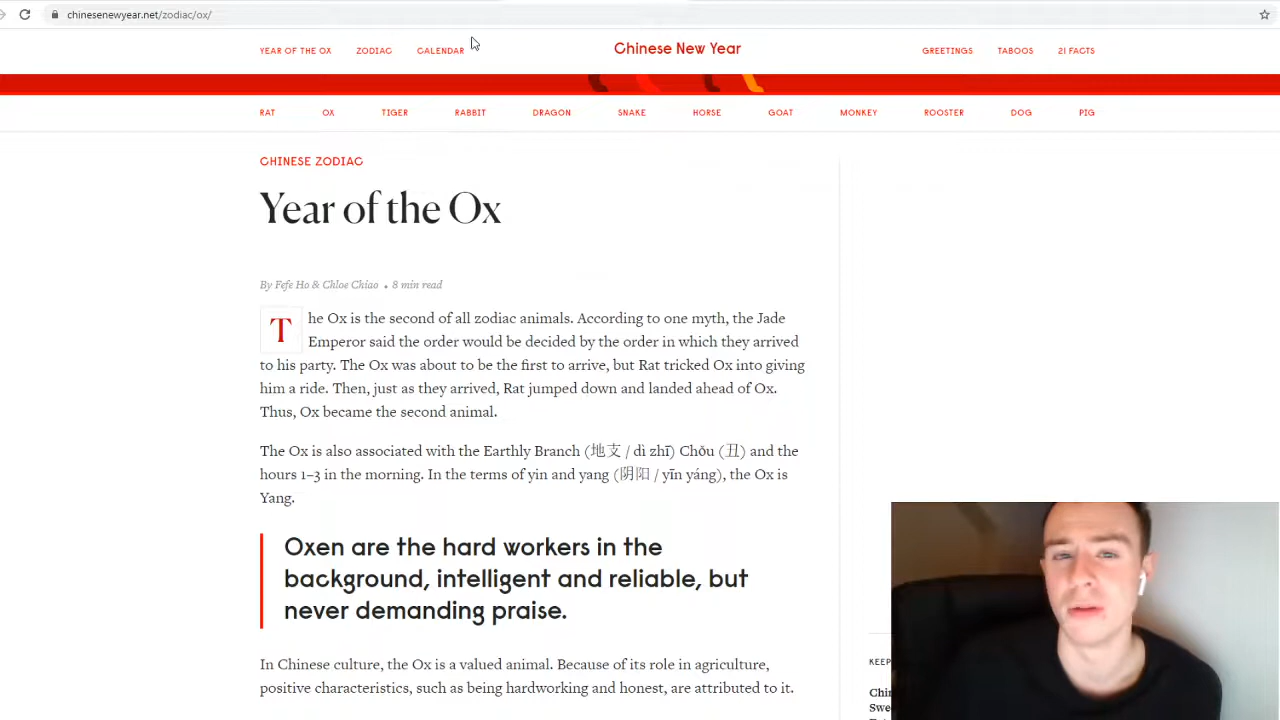 chinesenewyear.net/zodiac/ox/
YEAR OF THE OX ZODIAC CALENDAR Chinese New Year GREETINGS TABOOS 21 FACTS
RAT OX TIGER RABBIT DRAGON SNAKE HORSE GOAT MONKEY ROOSTER DOG PIG
CHINESE ZODIAC
Year of the Ox
By Fefe Ho & Chloe Chiao • 8 min read
The Ox is the second of all zodiac animals. According to one myth, the Jade
Emperor said the order would be decided by the order in which they arrived
to his party. The Ox was about to be the first to arrive, but Rat tricked Ox into giving
him a ride. Then, just as they arrived, Rat jumped down and landed ahead of Ox.
Thus, Ox became the second animal.
The Ox is also associated with the Earthly Branch (地支 / dì zhī) Chǒu (丑) and the
hours 1–3 in the morning. In the terms of yin and yang (阴阳 / yīn yáng), the Ox is
Yang.
Oxen are the hard workers in the
background, intelligent and reliable, but
never demanding praise.
In Chinese culture, the Ox is a valued animal. Because of its role in agriculture,
positive characteristics, such as being hardworking and honest, are attributed to it.
KEEP
Chin
Swe